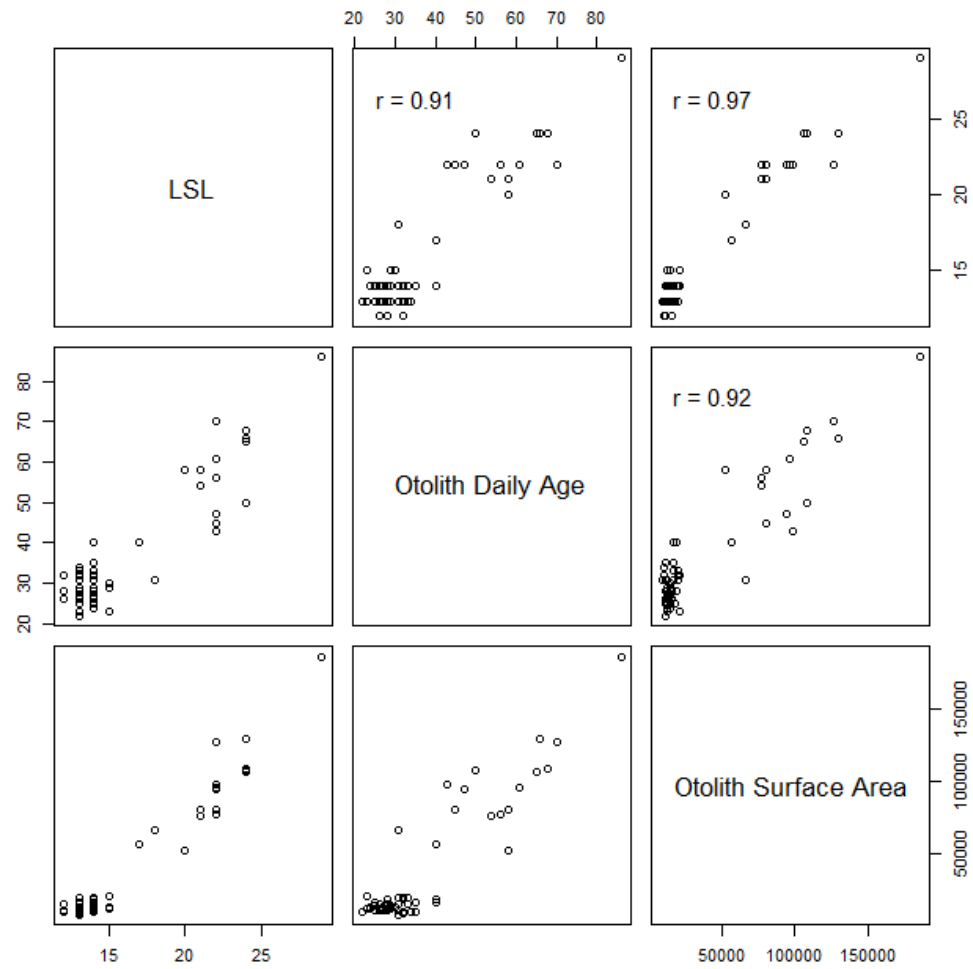 20 30 40 50 60 70 80
LSL
r = 0.91
r = 0.97
15 20 25
20 30 40 50 60 70 80
Otolith Daily Age
r = 0.92
Otolith Surface Area
50000 100000 150000
15 20 25
50000 100000 150000